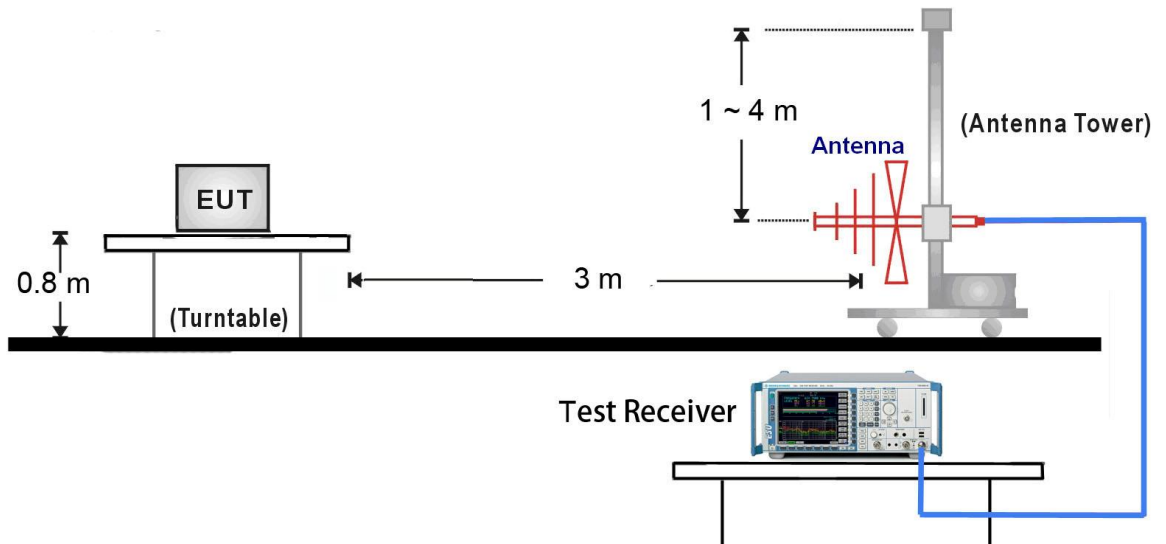 1 ~ 4 m
(Antenna Tower)
Antenna
EUT
0.8 m
3 m
(Turntable)
Test Receiver